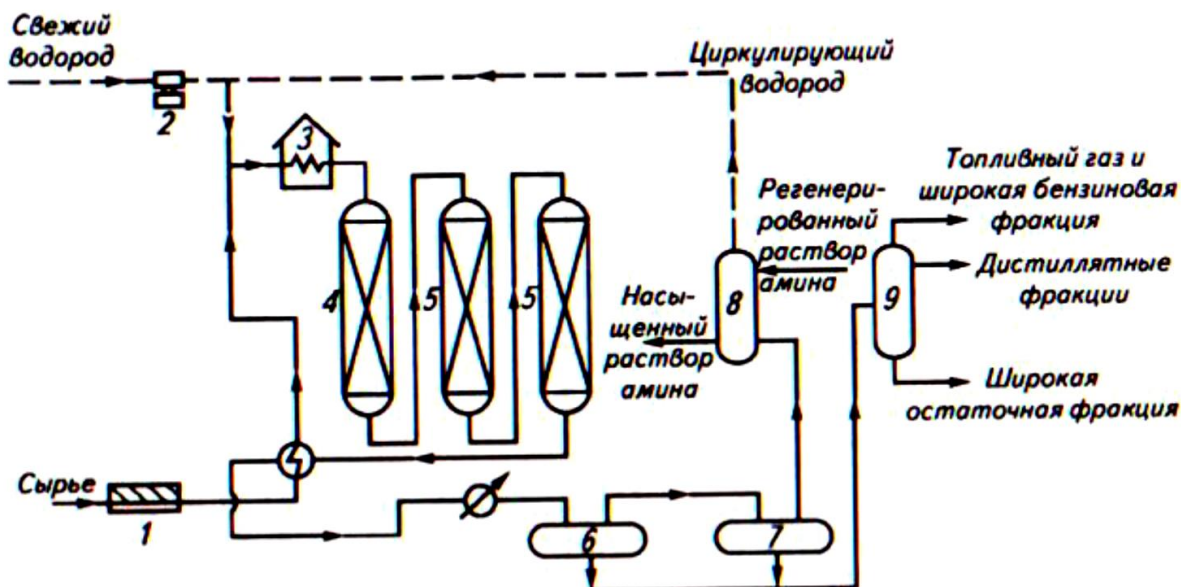 Свежий
водород
2
Циркулирующий
водород
3
4
5
5
Регенери-
рованный
раствор
амина
8
Насы-
щенный
раствор
амина
Топливный газ и
широкая бензиновая
фракция
9
Дистиллятные
фракции
Широкая
остаточная фракция
Сырье
1
6
7